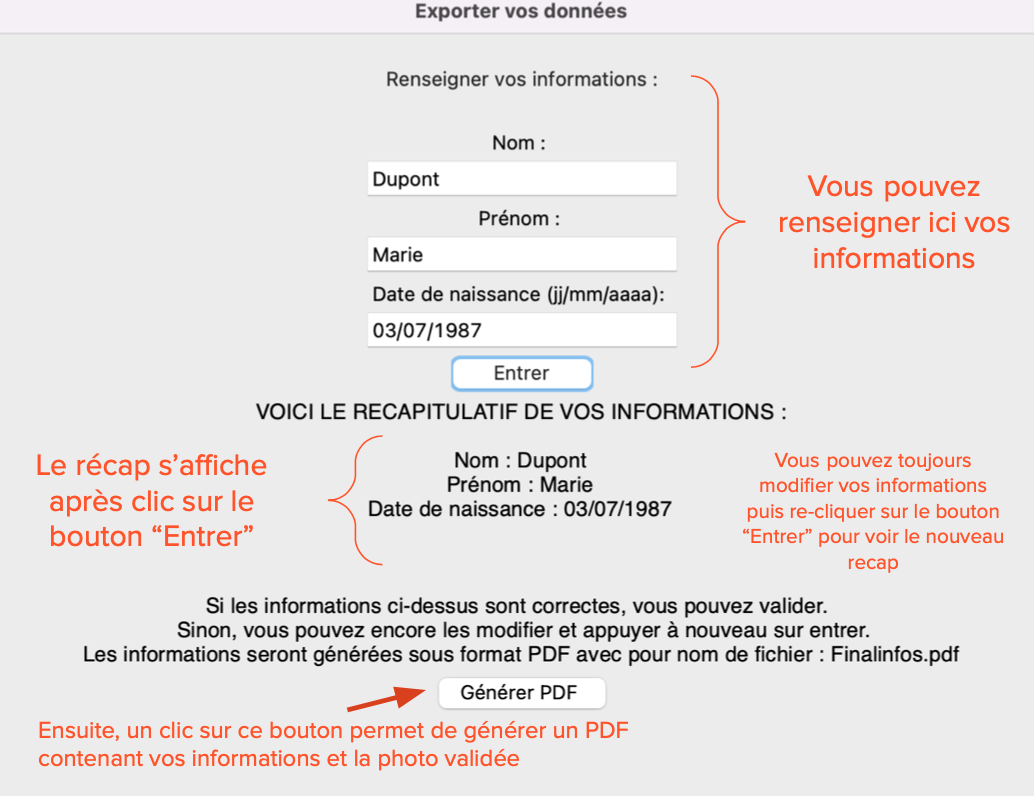 Exporter vos données
Renseigner vos informations :
Nom :
Dupont
Prénom :
Marie
Date de naissance (jj/mm/aaaa):
03/07/1987
Entrer
Vous pouvez
renseigner ici vos
informations
VOICI LE RECAPITULATIF DE VOS INFORMATIONS :
Le récap s’affiche
après clic sur le
bouton “Entrer”
Nom : Dupont
Prénom : Marie
Date de naissance : 03/07/1987
Vous pouvez toujours
modifier vos informations
puis re-cliquer sur le bouton
“Entrer” pour voir le nouveau
recap
Si les informations ci-dessus sont correctes, vous pouvez valider.
Sinon, vous pouvez encore les modifier et appuyer à nouveau sur entrer.
Les informations seront générées sous format PDF avec pour nom de fichier : Finalinfos.pdf
Générer PDF
Ensuite, un clic sur ce bouton permet de générer un PDF
contenant vos informations et la photo validée